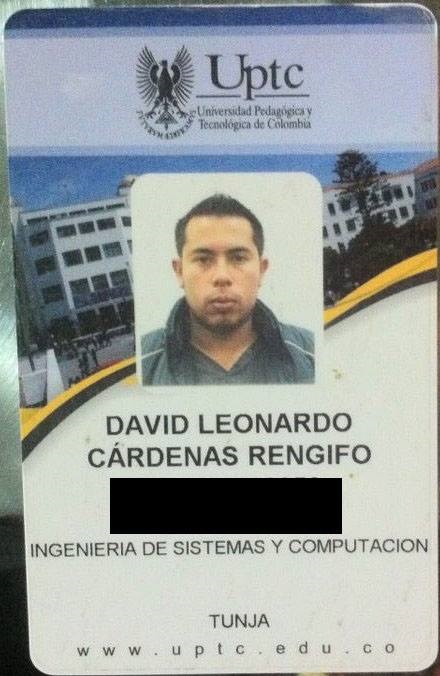 Uptc
Universidad Pedagógica y
Tecnológica de Colombia
DAVID LEONARDO
CÁRDENAS RENGIFO
INGENIERIA DE SISTEMAS Y COMPUTACION
TUNJA
www.uptc.edu.co